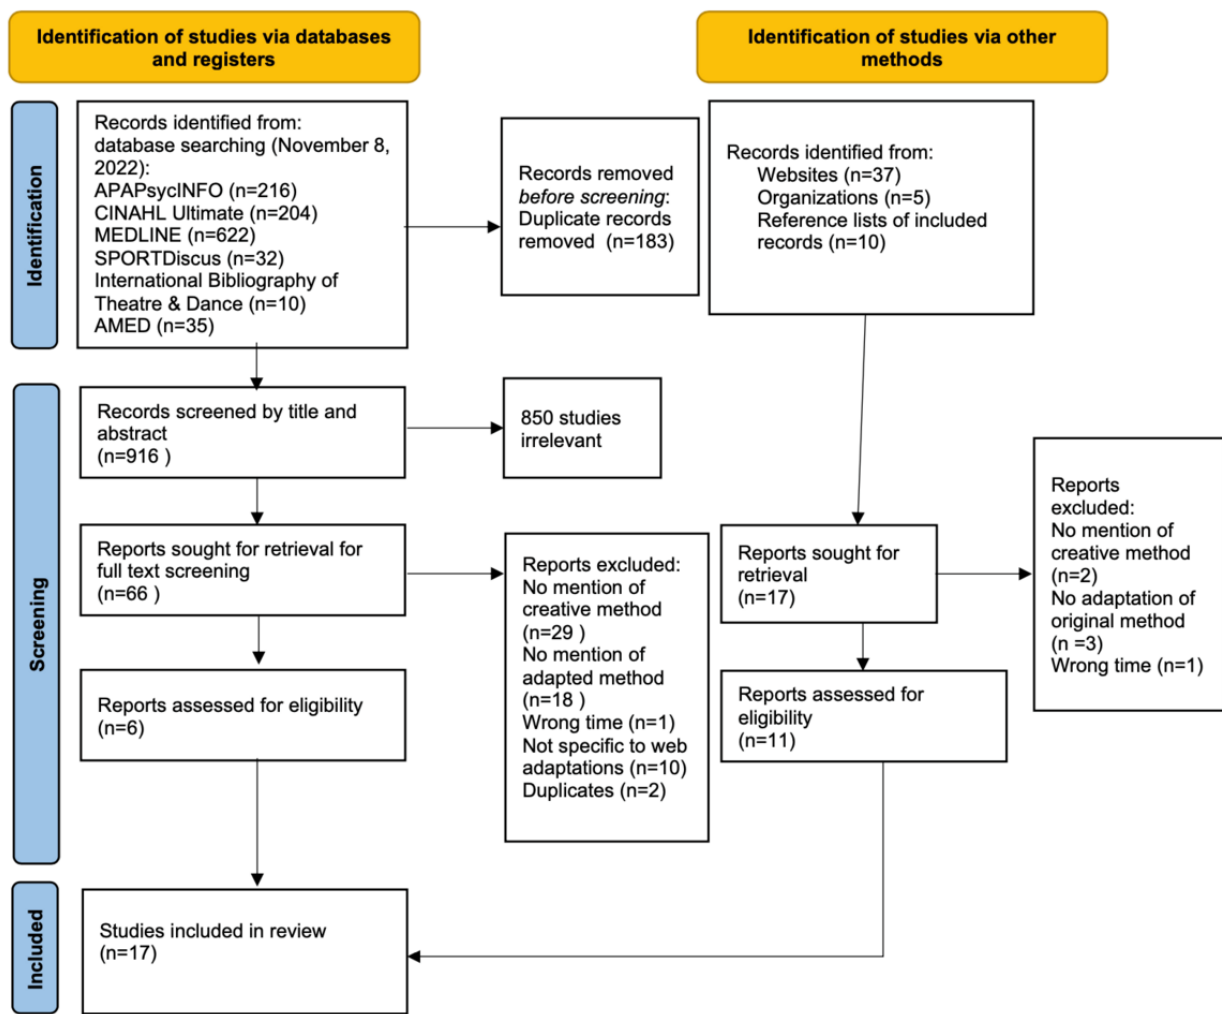 Identification of studies via databases
and registers
Identification of studies via other
methods
Identification
Records identified from:
database searching (November 8,
2022):
APAPsycINFO (n=216)
CINAHL Ultimate (n=204)
MEDLINE (n=622)
SPORTDiscus (n=32)
International Bibliography of
Theatre & Dance (n=10)
AMED (n=35)
Records removed
before screening:
Duplicate records
removed (n=183)
Records identified from:
Websites (n=37)
Organizations (n=5)
Reference lists of included
records (n=10)
Screening
Records screened by title and
abstract
(n=916 )
850 studies
irrelevant
Reports sought for retrieval for
full text screening
(n=66 )
Reports excluded:
No mention of
creative method
(n=29 )
No mention of
adapted method
(n=18 )
Wrong time (n=1)
Not specific to web
adaptations (n=10)
Duplicates (n=2)
Reports sought for
retrieval
(n=17)
Reports
excluded:
No mention of
creative method
(n=2)
No adaptation of
original method
(n =3)
Wrong time (n=1)
Reports assessed for eligibility
(n=6)
Reports assessed for
eligibility
(n=11)
Included
Studies included in review
(n=17)